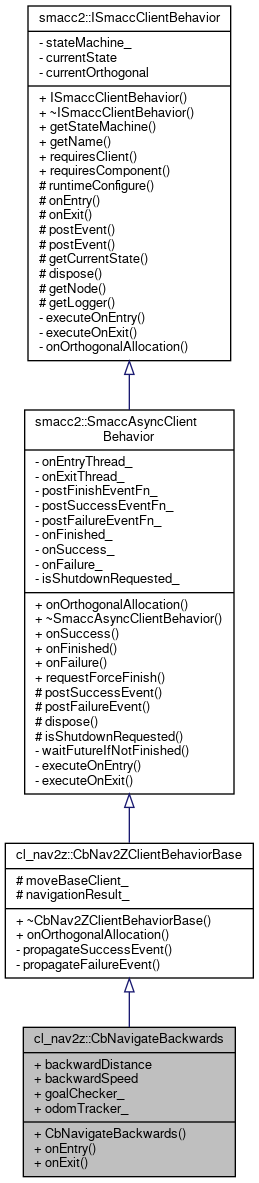 smacc2::ISmaccClientBehavior
- stateMachine_
- currentState
- currentOrthogonal
+ ISmaccClientBehavior()
+ ~ISmaccClientBehavior()
+ getStateMachine()
+ getName()
+ requiresClient()
+ requiresComponent()
# runtimeConfigure()
# onEntry()
# onExit()
# postEvent()
# postEvent()
# getCurrentState()
# dispose()
# getNode()
# getLogger()
- executeOnEntry()
- executeOnExit()
- onOrthogonalAllocation()
smacc2::SmaccAsyncClient
Behavior
- onEntryThread_
- onExitThread_
- postFinishEventFn_
- postSuccessEventFn_
- postFailureEventFn_
- onFinished_
- onSuccess_
- onFailure_
- isShutdownRequested_
+ onOrthogonalAllocation()
+ ~SmaccAsyncClientBehavior()
+ onSuccess()
+ onFinished()
+ onFailure()
+ requestForceFinish()
# postSuccessEvent()
# postFailureEvent()
# dispose()
# isShutdownRequested()
- waitFutureIfNotFinished()
- executeOnEntry()
- executeOnExit()
cl_nav2z::CbNav2ZClientBehaviorBase
# moveBaseClient_
# navigationResult_
+ ~CbNav2ZClientBehaviorBase()
+ onOrthogonalAllocation()
- propagateSuccessEvent()
- propagateFailureEvent()
cl_nav2z::CbNavigateBackwards
+ backwardDistance
+ backwardSpeed
+ goalChecker_
+ odomTracker_
+ CbNavigateBackwards()
+ onEntry()
+ onExit()